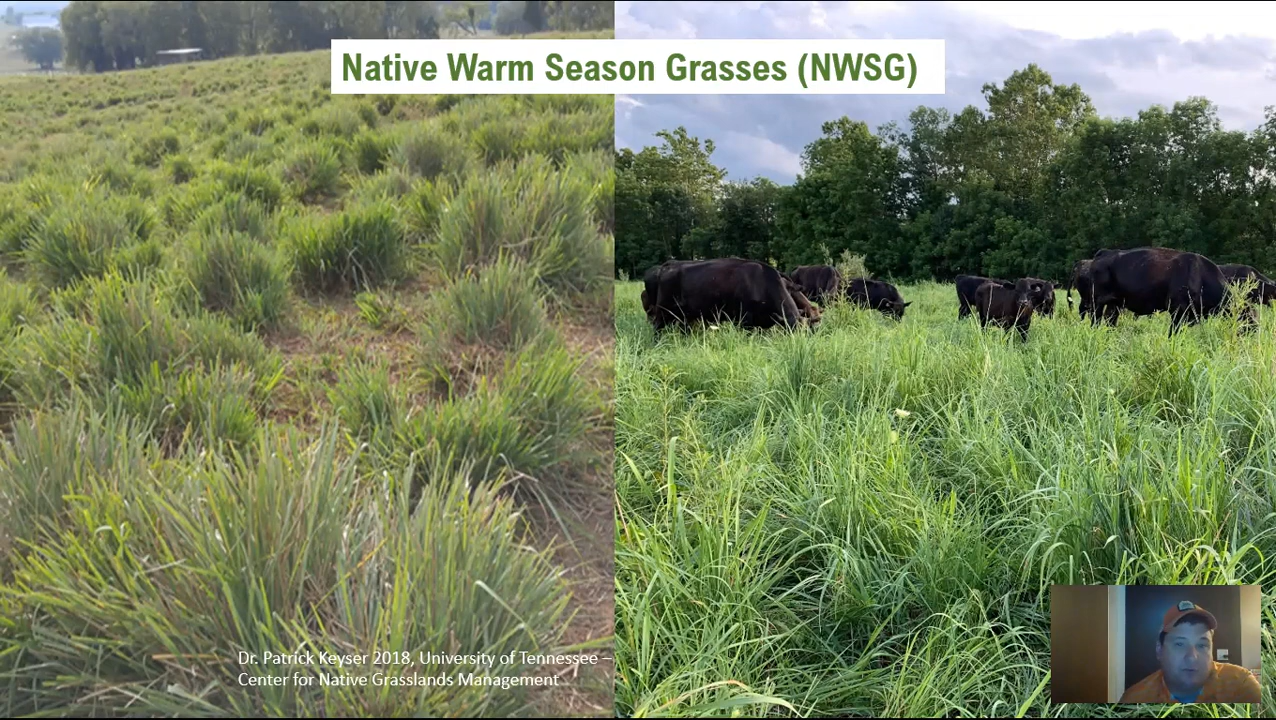 Native Warm Season Grasses (NWSG)
Dr. Patrick Keyser 2018, University of Tennessee –
Center for Native Grasslands Management